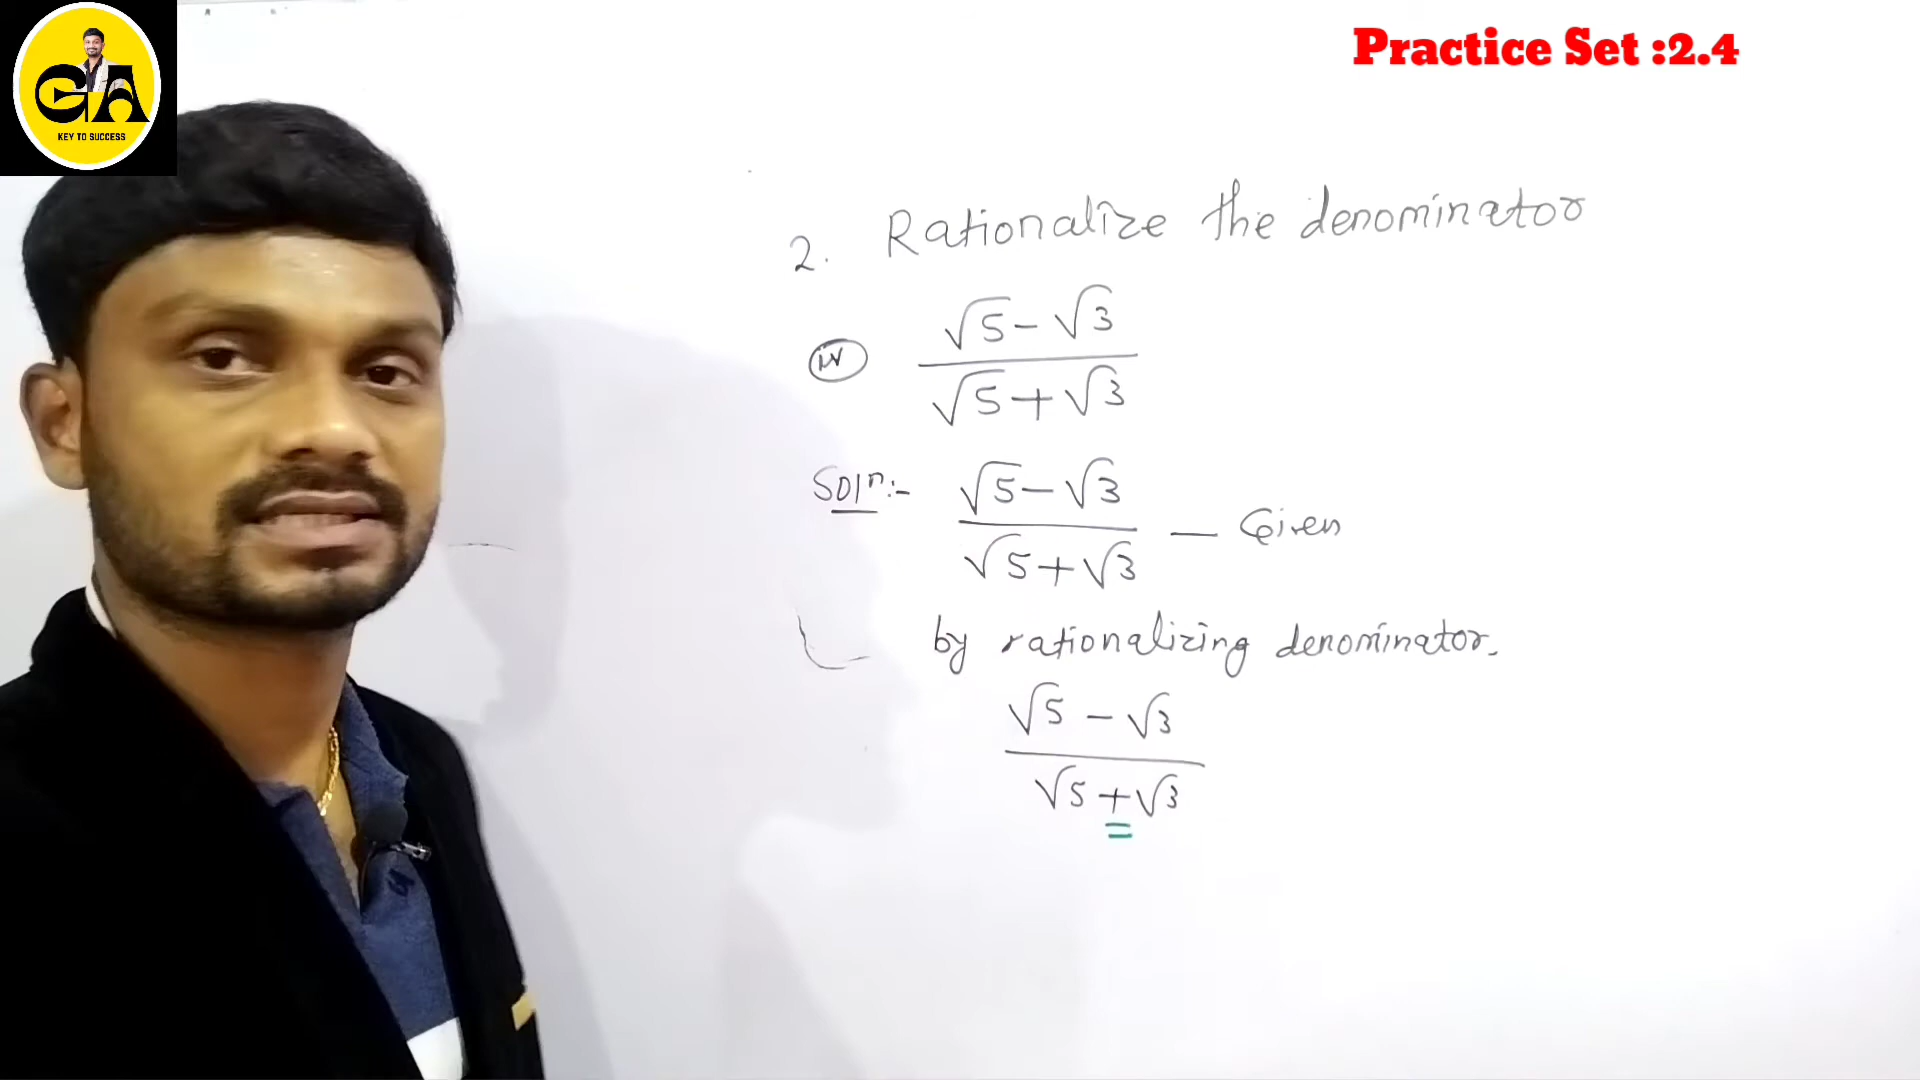 GA
KEY TO SUCCESS
Practice Set :2.4
2. Rationalize the denominator
(iv) √5 - √3
√5 + √3
Solⁿ:- √5 - √3
√5 + √3 — Given
by rationalizing denominator.
√5 - √3
√5 + √3